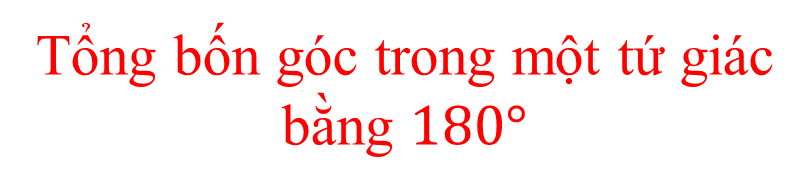 Tổng bốn góc trong một tứ giác
bằng 180°